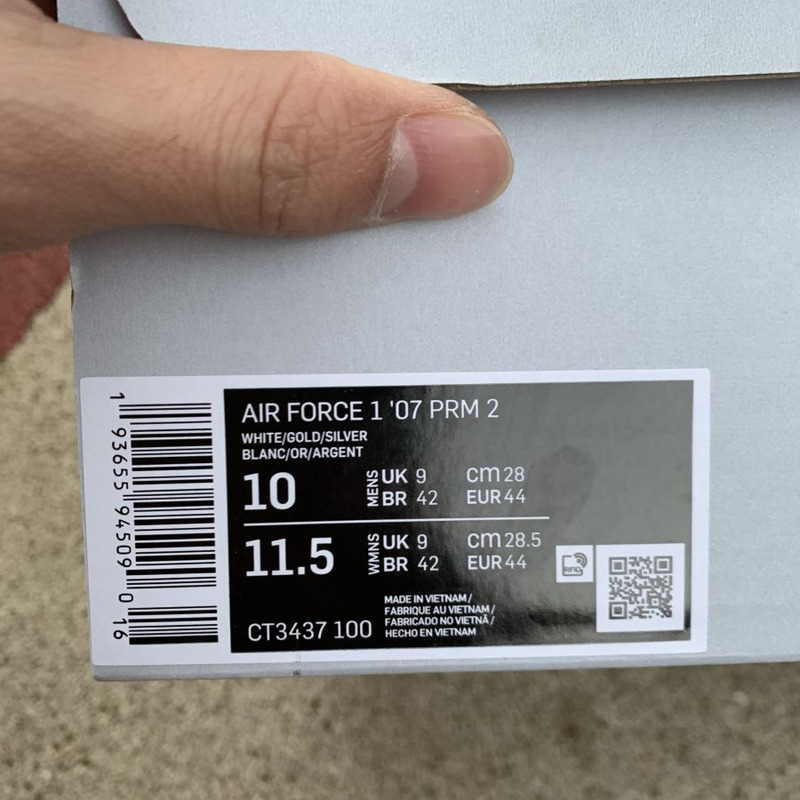 1 93655 94509 0 16
AIR FORCE 1 '07 PRM 2
WHITE/GOLD/SILVER
BLANC/OR/ARGENT
10 MENS UK 9 cm 28
BR 42 EUR 44
11.5 WMNS UK 9 cm 28.5
BR 42 EUR 44
RFID
CT3437 100
MADE IN VIETNAM /
FABRIQUE AU VIETNAM /
FABRICADO NO VIETNÃ /
HECHO EN VIETNAM